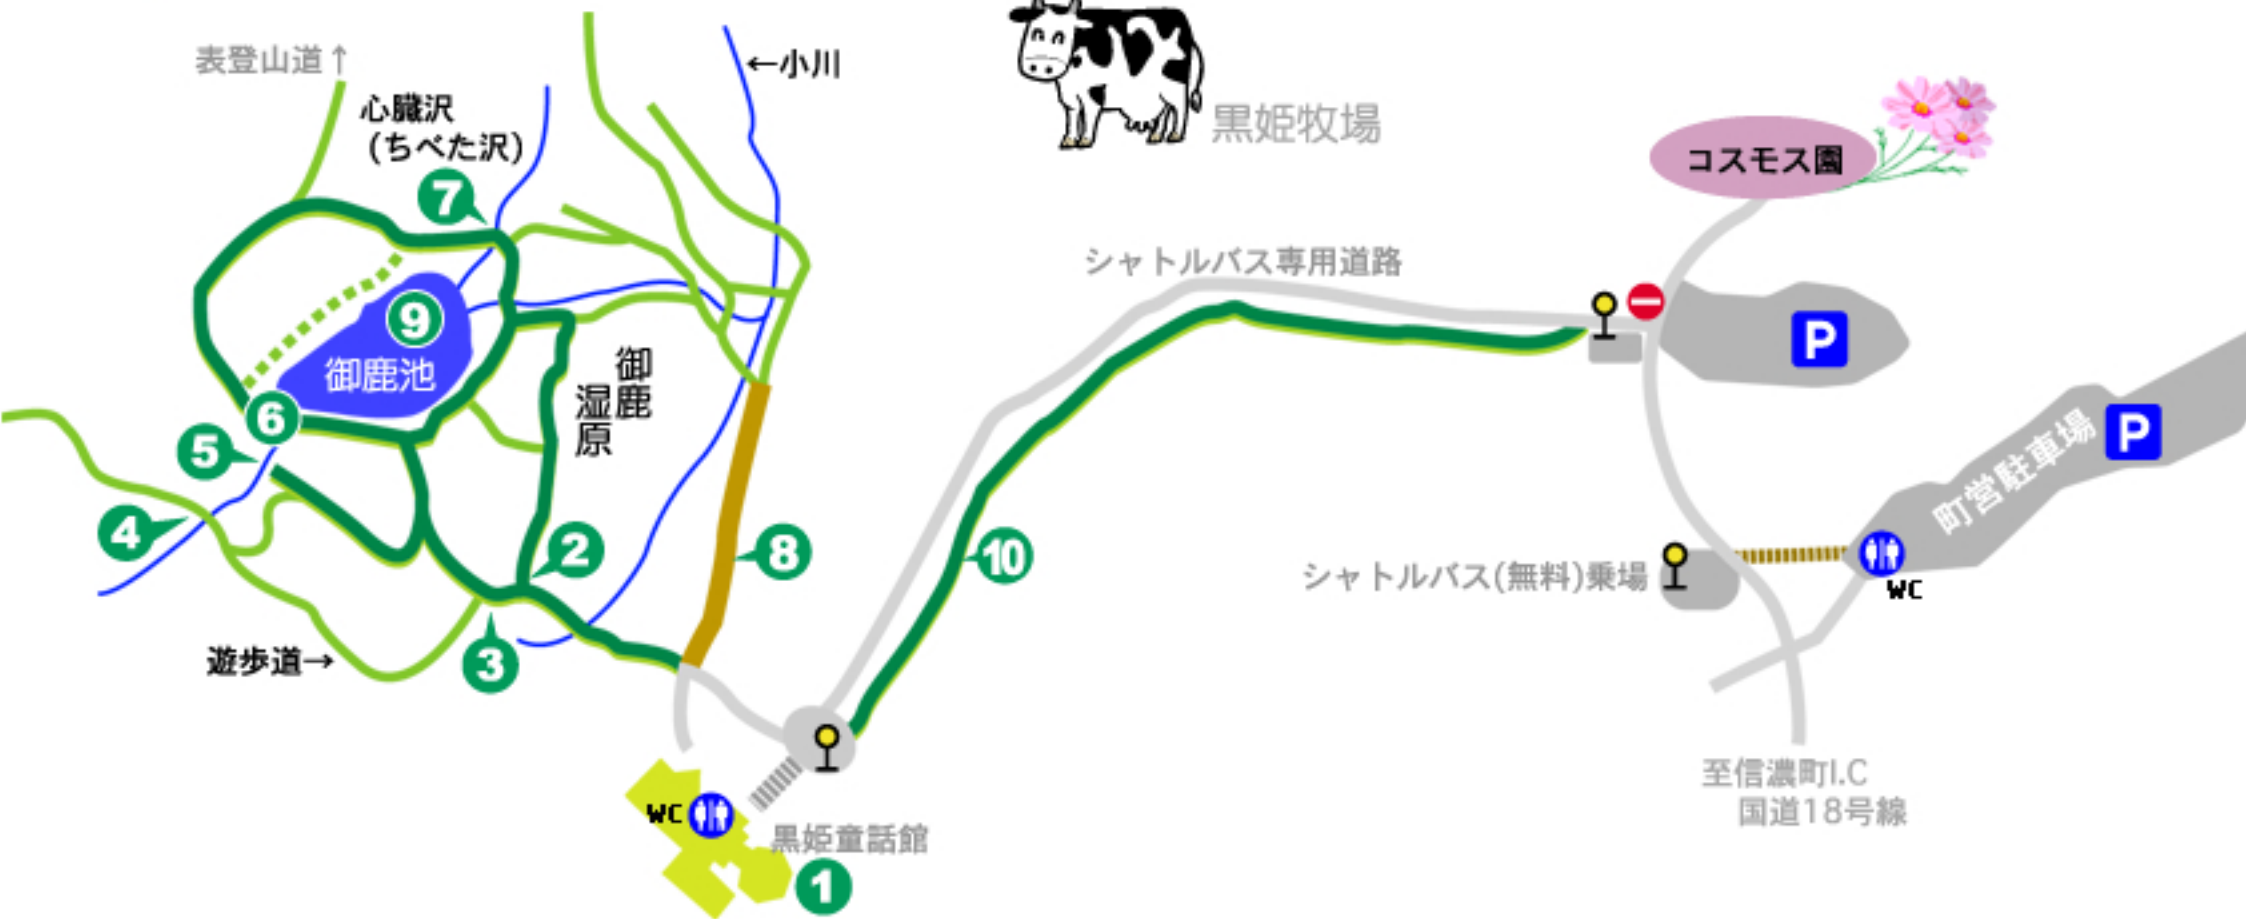 表登山道↑
心臓沢
(ちべた沢)
←小川
黒姫牧場
コスモス園
7
シャトルバス専用道路
P
9
御鹿池
御鹿
湿原
6
5
4
2
8
10
3
町営駐車場
P
シャトルバス(無料)乗場
WC
遊歩道→
至信濃町I.C
国道18号線
WC
黒姫童話館
1